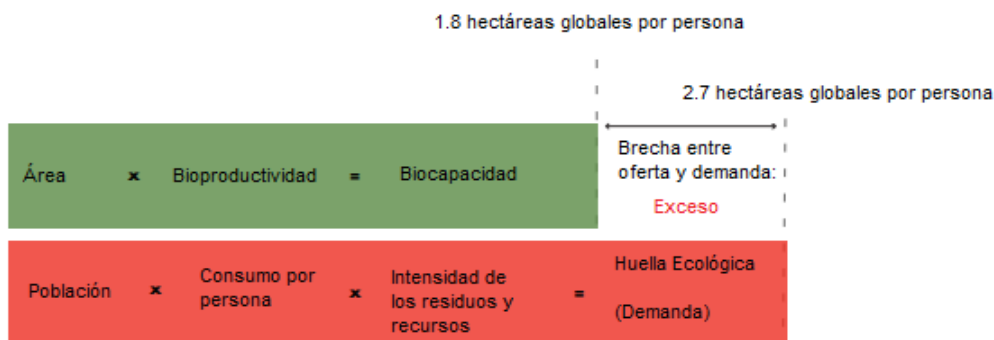 1.8 hectáreas globales por persona
2.7 hectáreas globales por persona
Área × Bioproductividad = Biocapacidad
Brecha entre
oferta y demanda:
Exceso
Población × Consumo por
persona × Intensidad de
los residuos y
recursos = Huella Ecológica
(Demanda)